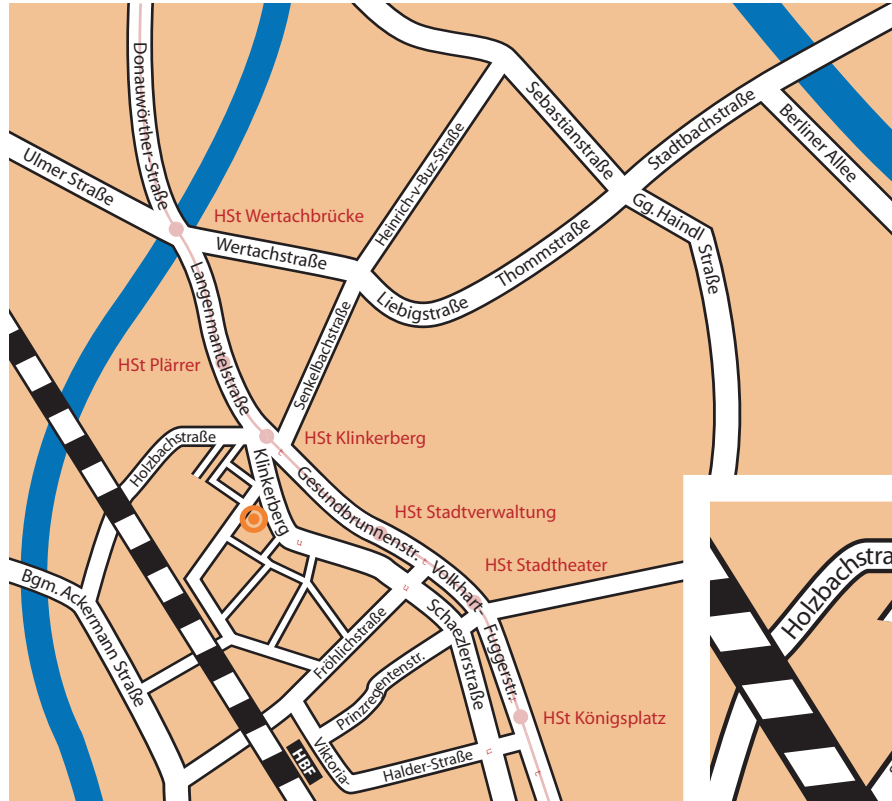 Donauwörther-Straße
Sebastianstraße
Stadtbachstraße
Berliner Allee
Ulmer Straße
HSt Wertachbrücke
Heinrich-v-Buz-Straße
Gg. Haindl
Straße
Wertachstraße
Thommstraße
Langenmantelstraße
Liebigstraße
HSt Plärrer
Senkelbachstraße
HSt Klinkerberg
Holzbachstraße
t
Klinkerberg
Gesundbrunnenstr.
HSt Stadtverwaltung
u
t
HSt Stadttheater
Volkhart-
Holzbachstra
Bgm. Ackermann Straße
u
Schaezlerstraße
Fuggerstr.
Fröhlichstraße
Prinzregentenstr.
t
HSt Königsplatz
Viktoria-
HBF
Halder-Straße
u
t